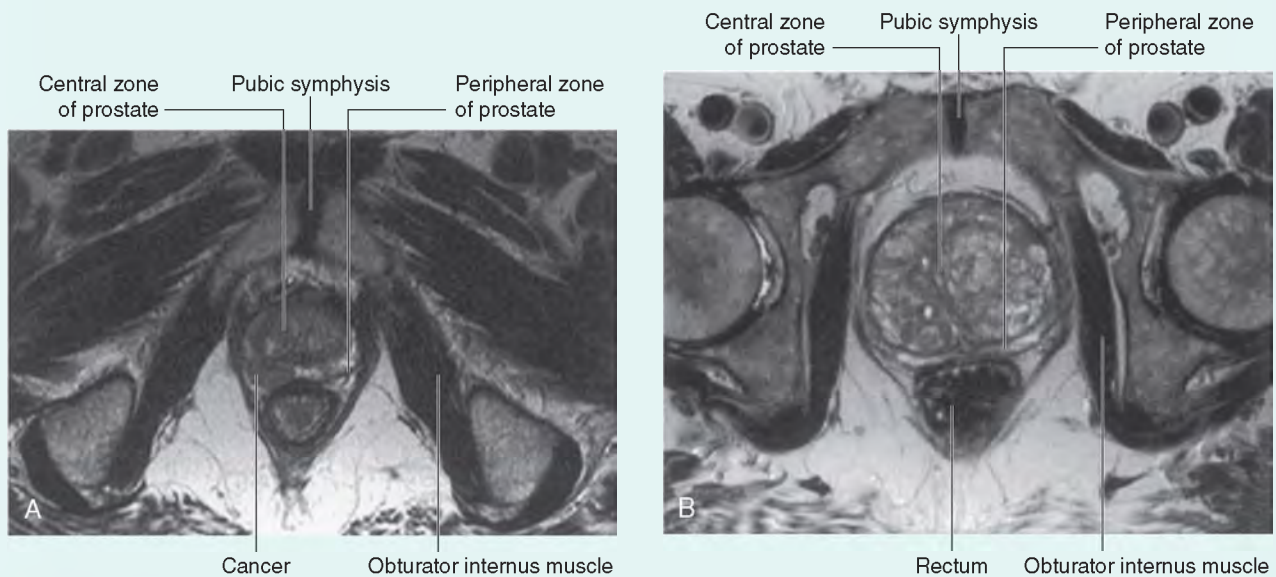 Central zone
of prostate
Pubic symphysis
Peripheral zone
of prostate
A
Cancer
Obturator internus muscle
Central zone
of prostate
Pubic symphysis
Peripheral zone
of prostate
B
Rectum
Obturator internus muscle